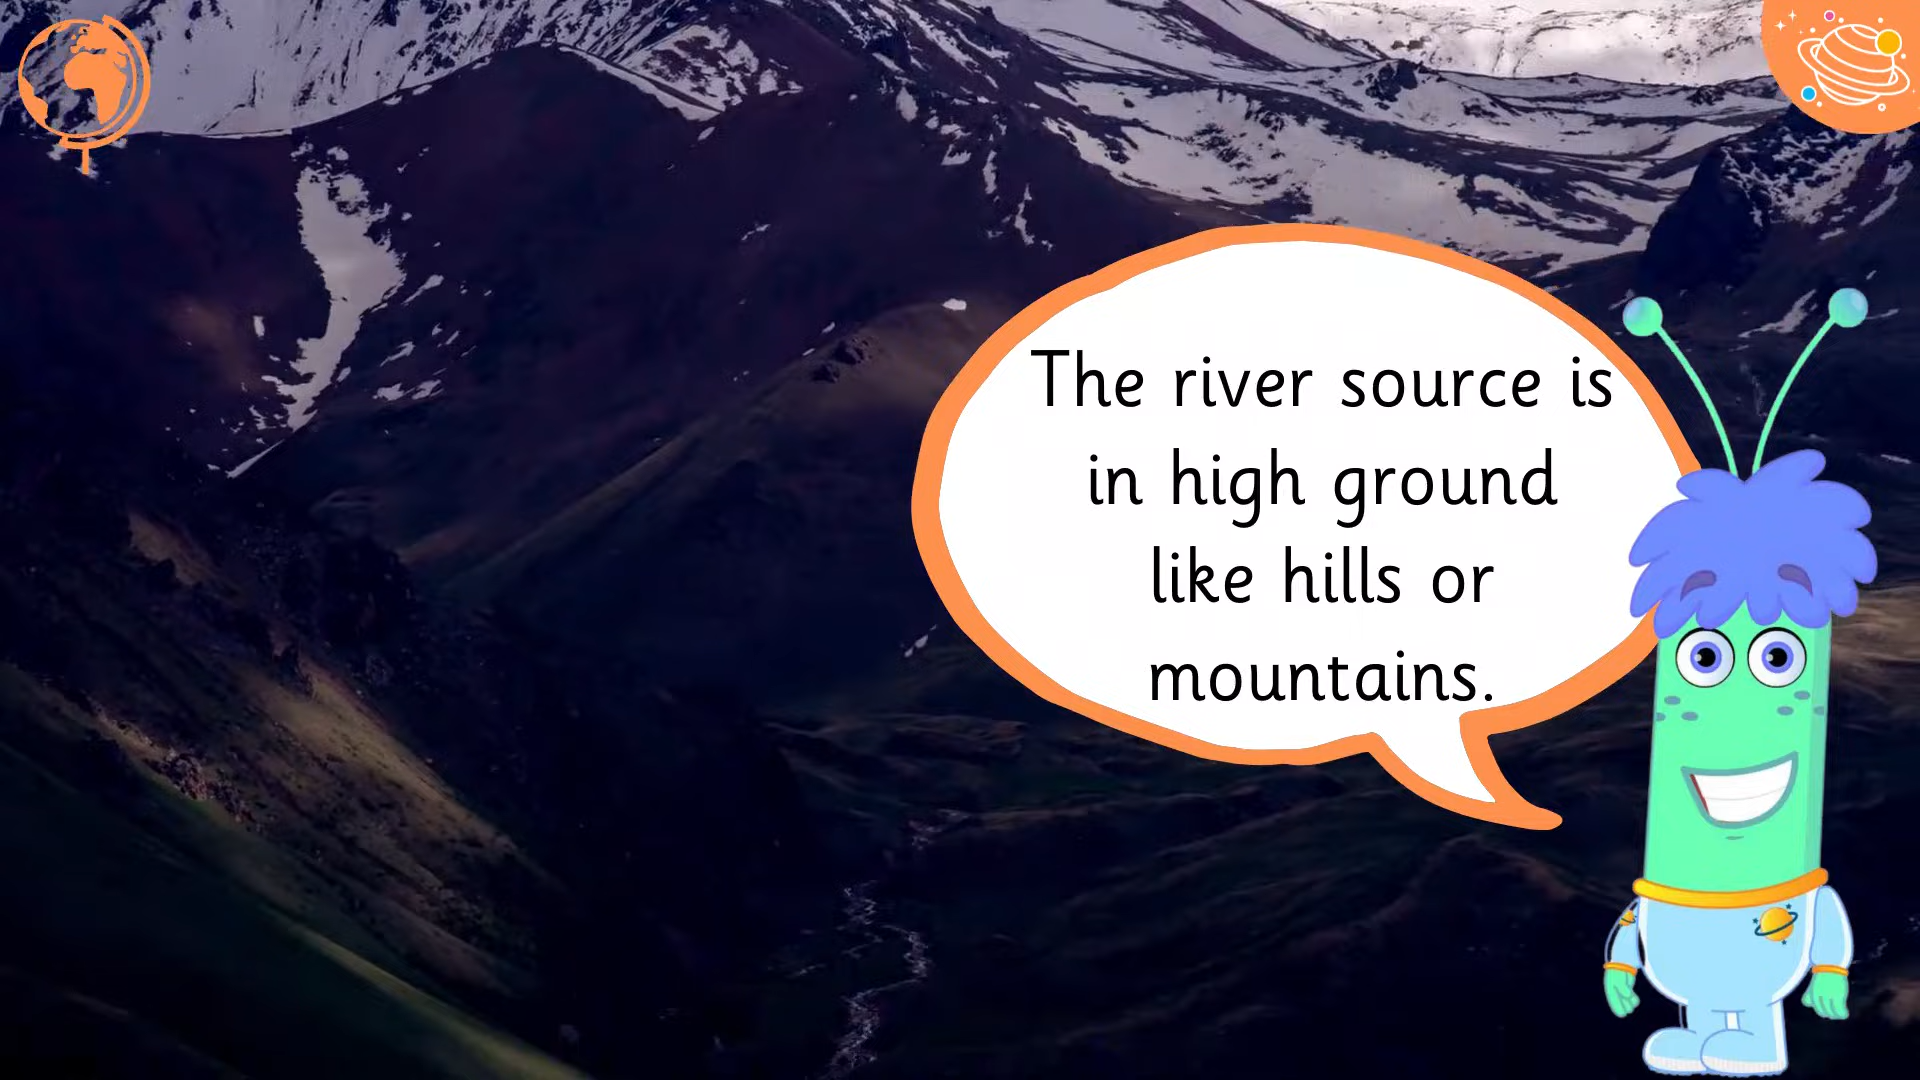 The river source is
in high ground
like hills or
mountains.